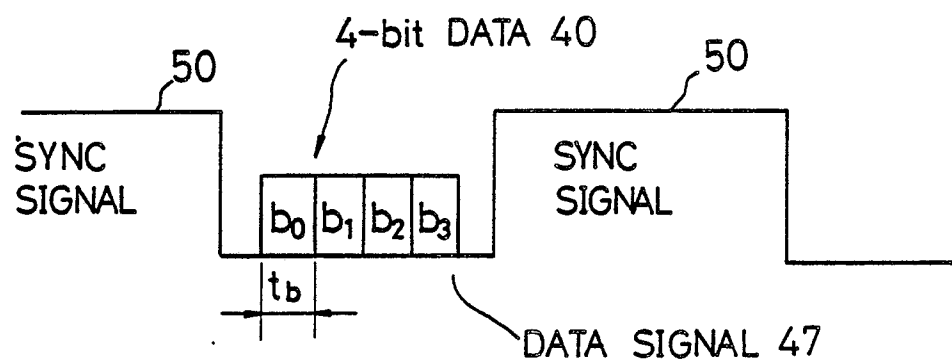 4-bit DATA 40
50
50
SYNC
SIGNAL
SYNC
SIGNAL
b0 b1 b2 b3
tb
DATA SIGNAL 47